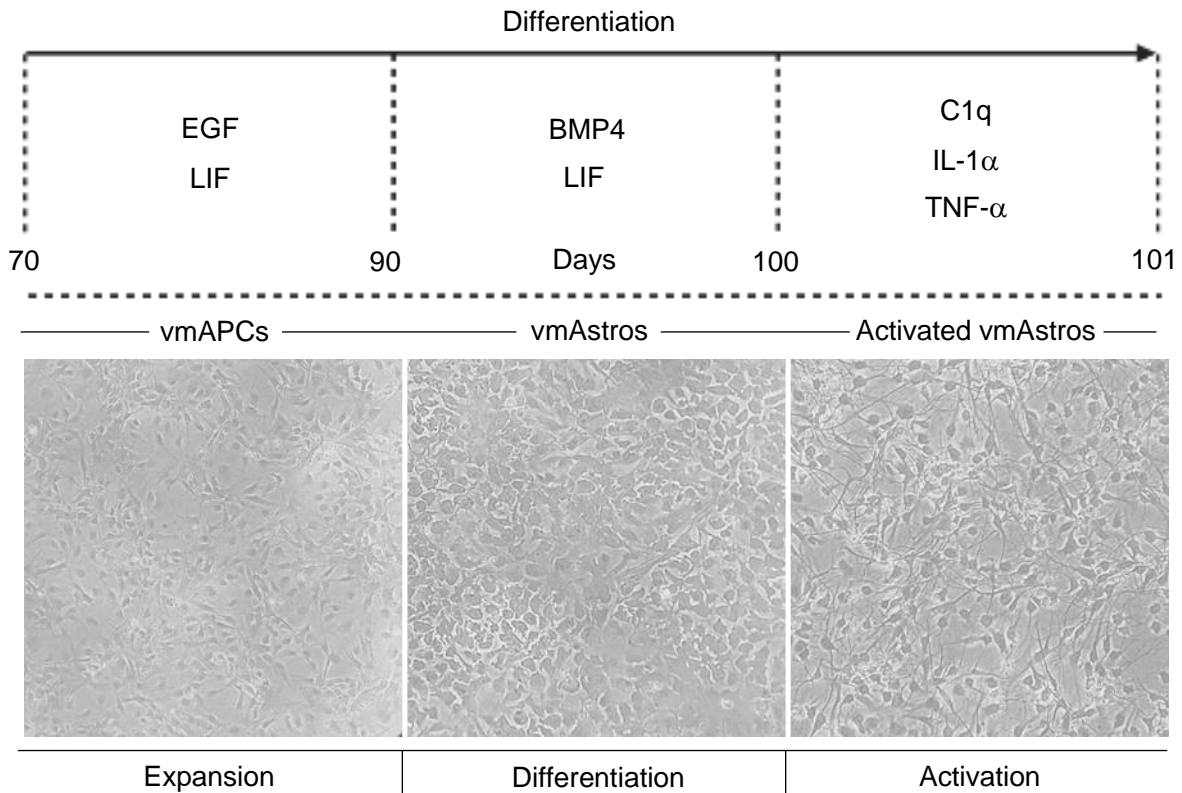 Differentiation
EGF
LIF
BMP4
LIF
C1q
IL-1α
TNF-α
70
90
Days
100
101
vmAPCs
vmAstros
Activated vmAstros
Expansion
Differentiation
Activation